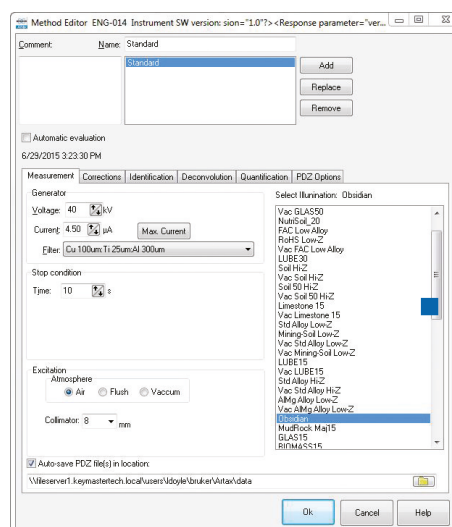 Method Editor ENG-014 Instrument SW version: sion="1.0"?><Response parameter="ver...
Comment: Name: Standard
Standard
Add
Replace
Remove
Automatic evaluation
6/29/2015 3:23:30 PM
Measurement Corrections Identification Deconvolution Quantification PDZ Options
Generator
Voltage: 40 kV
Current: 4.50 µA Max. Current
Filter: Cu 100um:Ti 25um:Al 300um
Stop condition
Time: 10 s
Excitation
Atmosphere
Air Flush Vaccum
Collimator: 8 mm
Select Illumination: Obsidian
Vac GLAS50
NutriSoil_20
FAC Low Alloy
RoHS Low-Z
Vac FAC Low Alloy
LUBE30
Soil Hi-Z
Vac Soil Hi-Z
Soil 50 Hi-Z
Vac Soil 50 Hi-Z
Limestone 15
Vac Limestone 15
Std Alloy Low-Z
Mining-Soil Low-Z
Vac Std Alloy Low-Z
Vac Mining-Soil Low-Z
LUBE15
Vac LUBE15
Std Alloy Hi-Z
Vac Std Alloy Hi-Z
AlMg Alloy Low-Z
Vac AlMg Alloy Low-Z
Obsidian
MudRock Maj15
GLAS15
BIOMASS15
Auto-save PDZ file(s) in location:
\\fileserver1.keymastertech.local\users\ldoyle\bruker\Artax\data
Ok Cancel Help